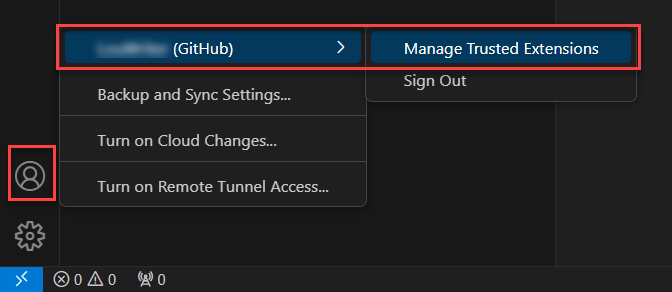 (GitHub)
Manage Trusted Extensions
Sign Out
Backup and Sync Settings...
Turn on Cloud Changes...
Turn on Remote Tunnel Access...
0 0 0